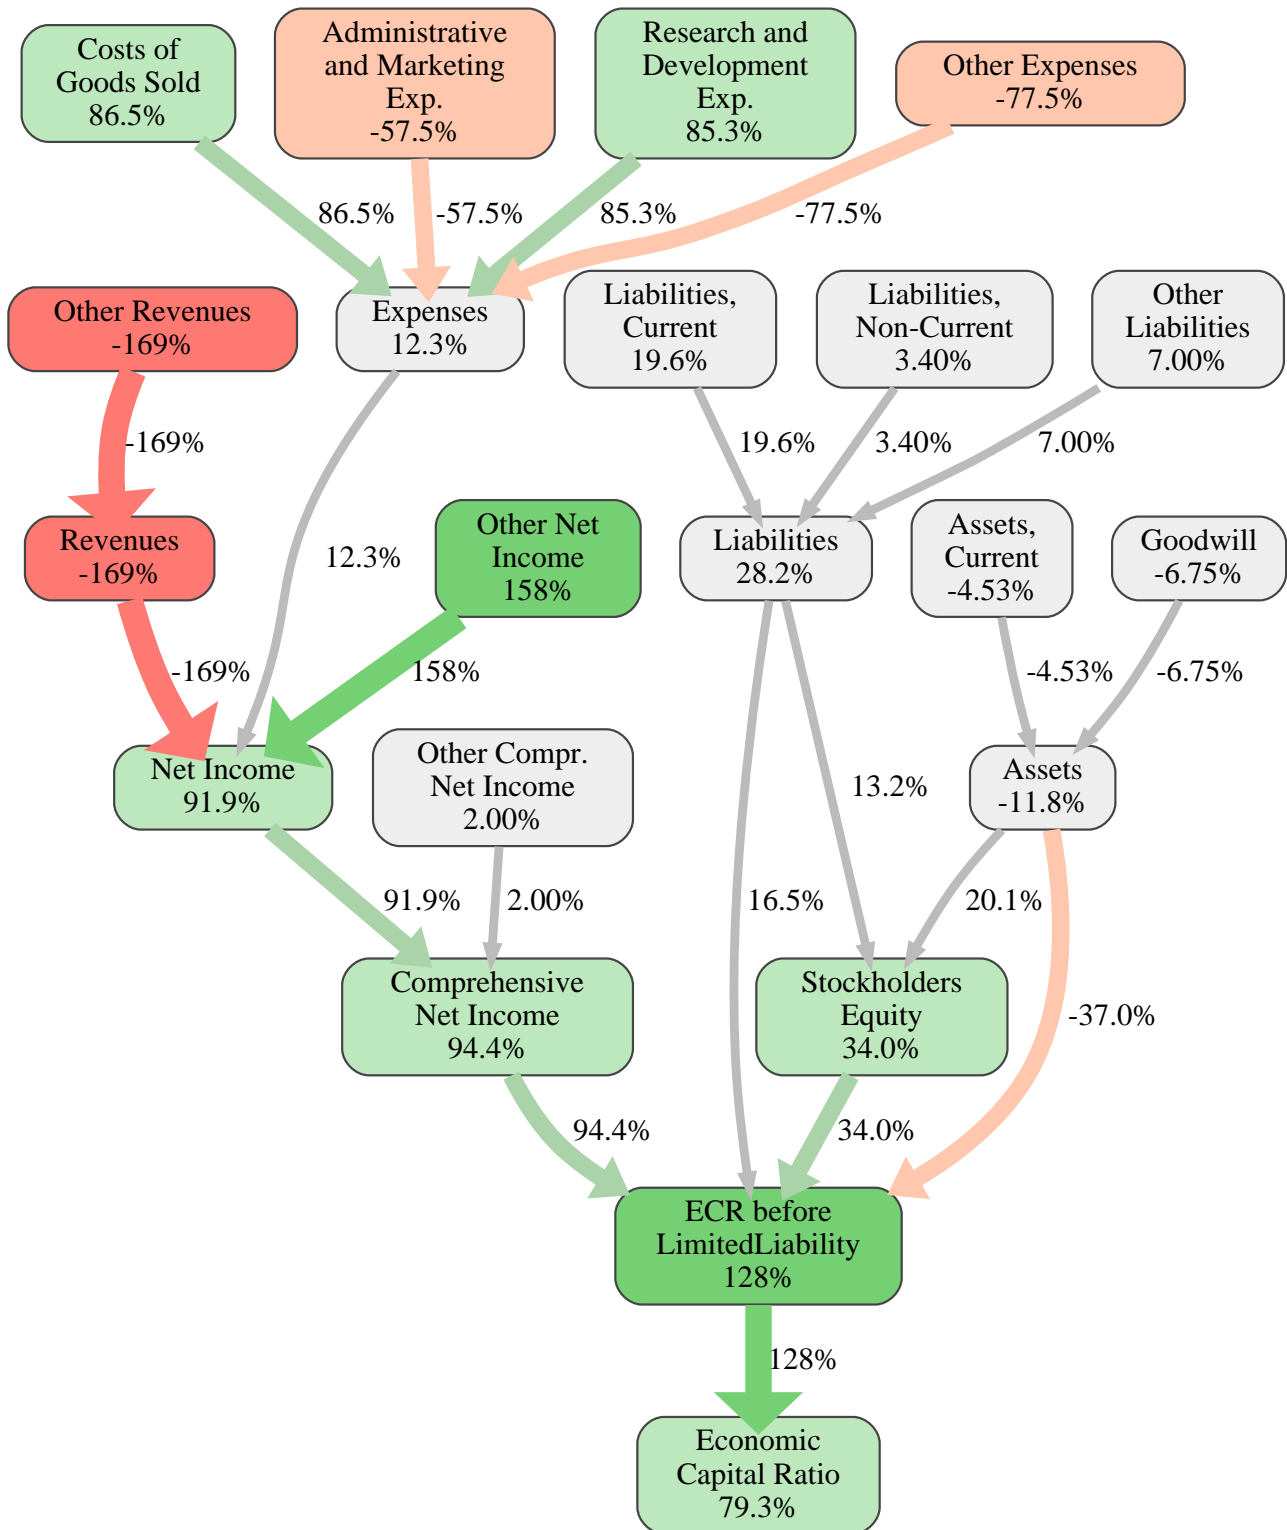 Costs of
Goods Sold
86.5%
Administrative
and Marketing
Exp.
-57.5%
Research and
Development
Exp.
85.3%
Other Expenses
-77.5%
86.5%
-57.5%
85.3%
-77.5%
Other Revenues
-169%
Expenses
12.3%
Liabilities,
Current
19.6%
Liabilities,
Non-Current
3.40%
Other
Liabilities
7.00%
-169%
19.6%
3.40%
7.00%
Revenues
-169%
12.3%
Other Net
Income
158%
Liabilities
28.2%
Assets,
Current
-4.53%
Goodwill
-6.75%
-169%
158%
-4.53%
-6.75%
Net Income
91.9%
Other Compr.
Net Income
2.00%
13.2%
Assets
-11.8%
91.9%
2.00%
16.5%
20.1%
Comprehensive
Net Income
94.4%
Stockholders
Equity
34.0%
-37.0%
94.4%
34.0%
ECR before
LimitedLiability
128%
128%
Economic
Capital Ratio
79.3%